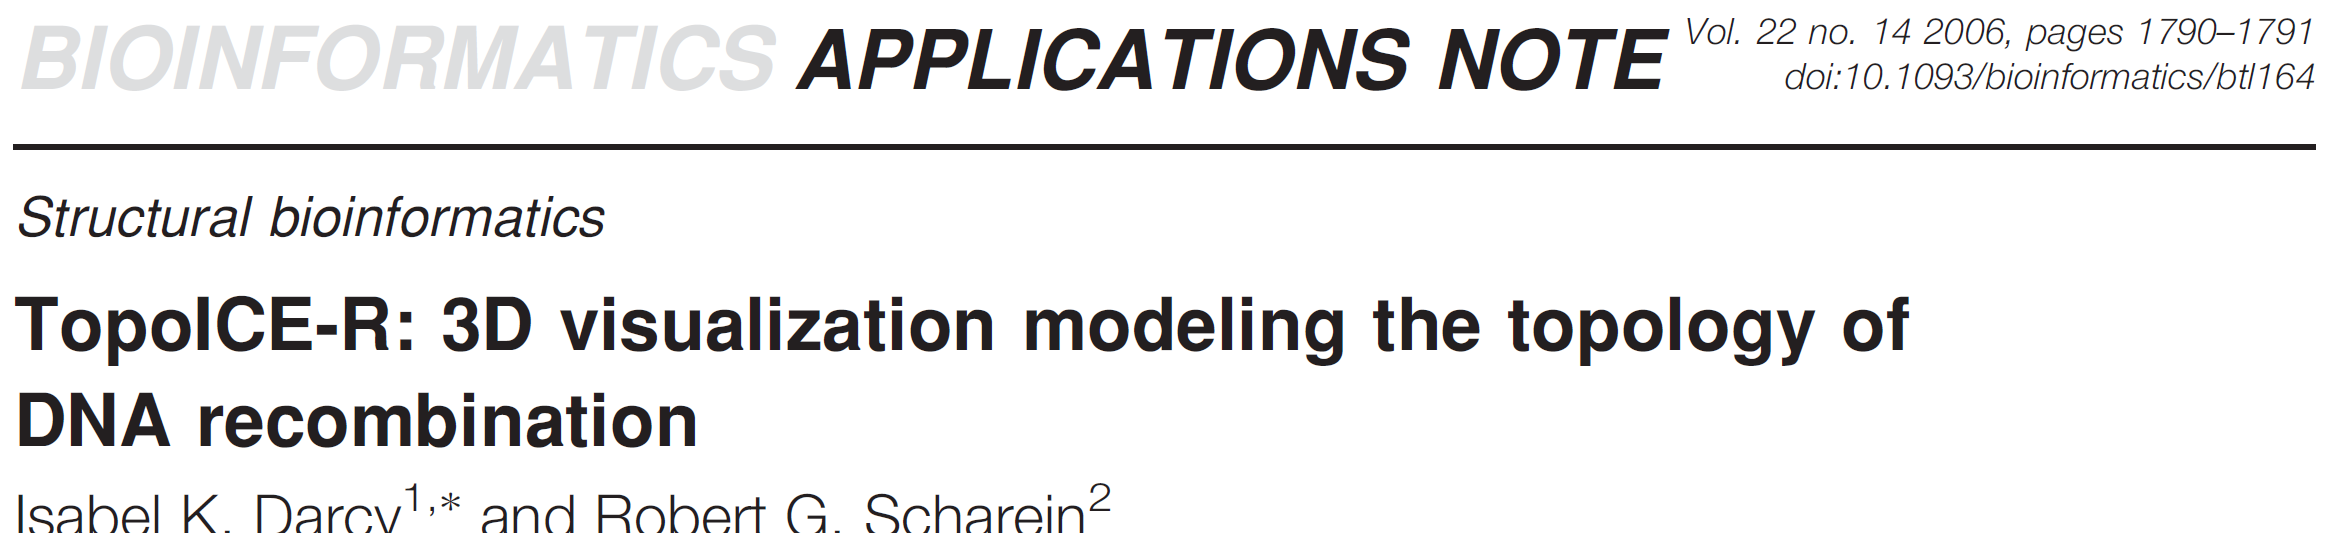 BIOINFORMATICS APPLICATIONS NOTE
Vol. 22 no. 14 2006, pages 1790–1791
doi:10.1093/bioinformatics/btl164
Structural bioinformatics
TopoICE-R: 3D visualization modeling the topology of
DNA recombination
Isabel K. Darcy1,* and Robert G. Scharein2